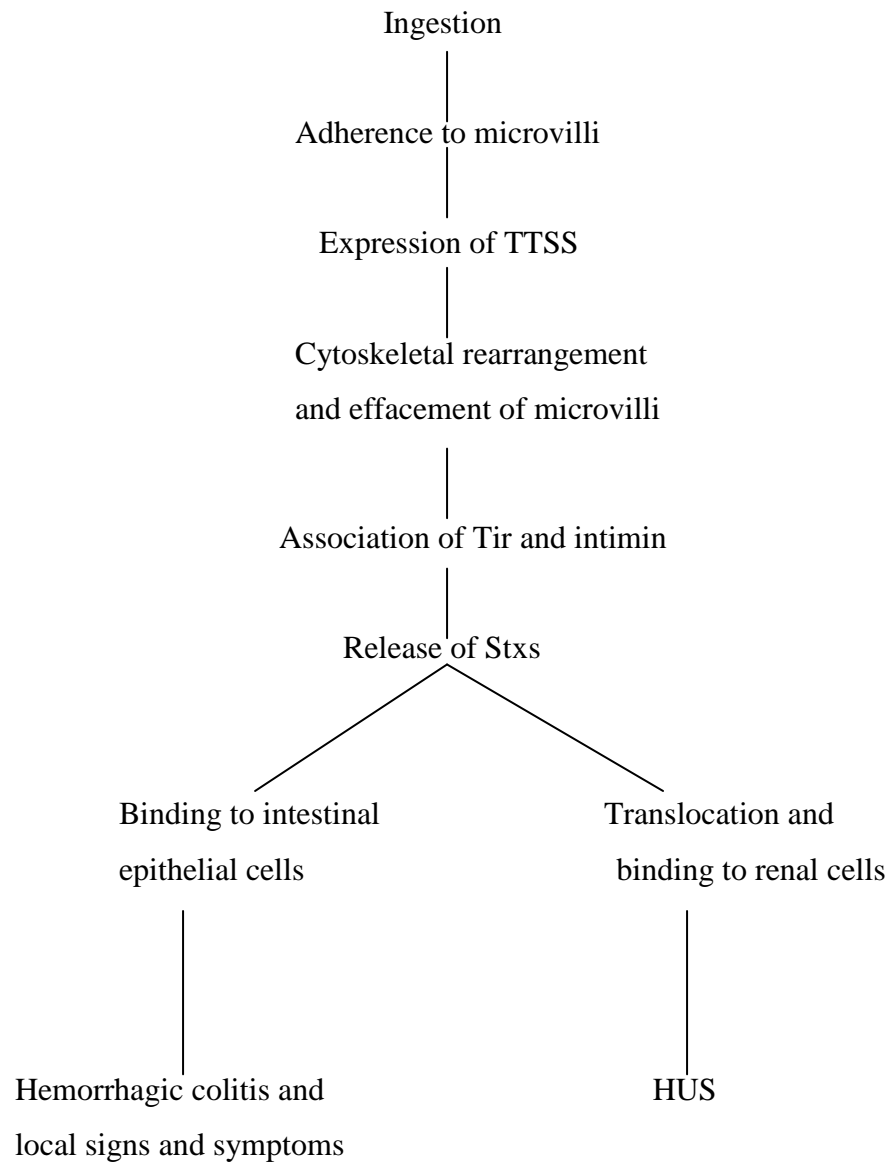 Ingestion
Adherence to microvilli
Expression of TTSS
Cytoskeletal rearrangement
and effacement of microvilli
Association of Tir and intimin
Release of Stxs
Binding to intestinal
epithelial cells
Translocation and
binding to renal cells
Hemorrhagic colitis and
local signs and symptoms
HUS